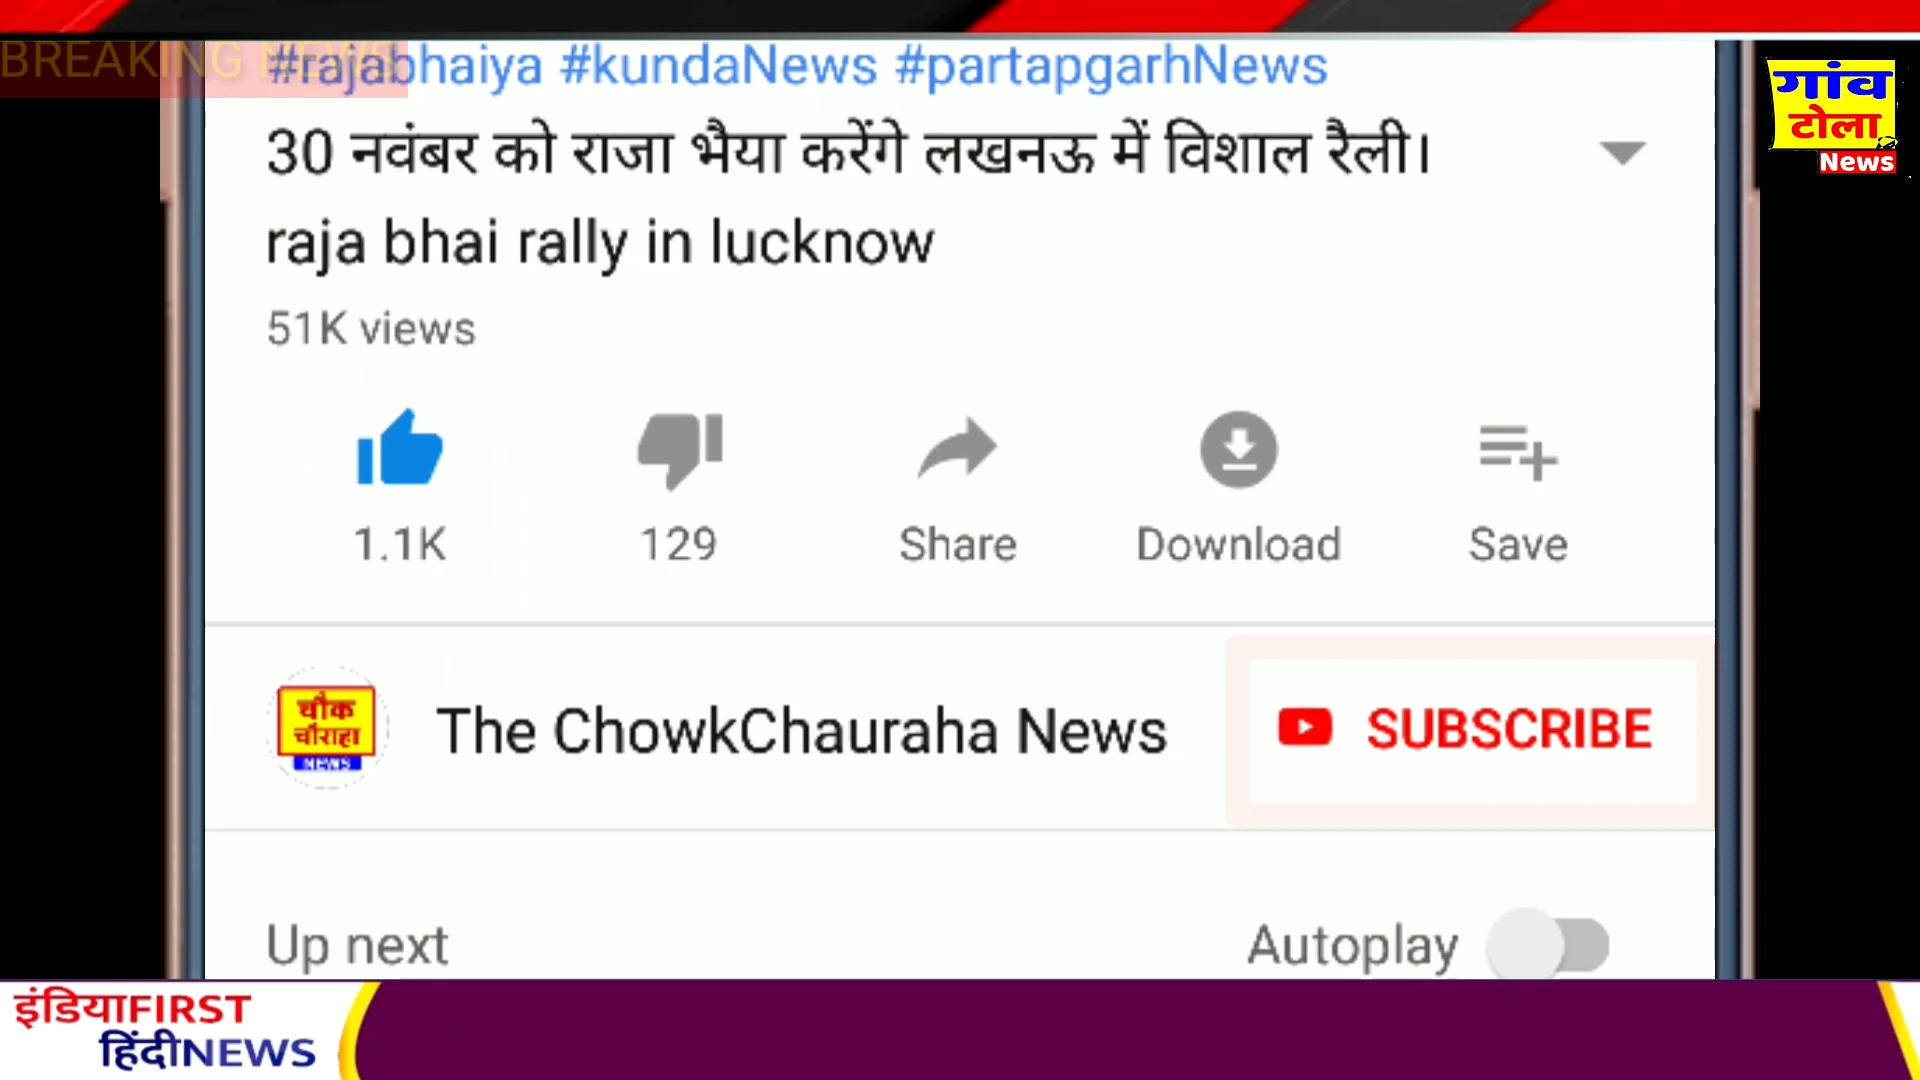 BREAKING NEWS
#rajabhaiya #kundaNews #partapgarhNews
30 नवंबर को राजा भैया करेंगे लखनऊ में विशाल रैली।
raja bhai rally in lucknow
51K views
1.1K 129 Share Download Save
चौक
चौराहा
NEWS
The ChowkChauraha News
SUBSCRIBE
Up next Autoplay
गांव
टोला
News
इंडियाFIRST
हिंदीNEWS